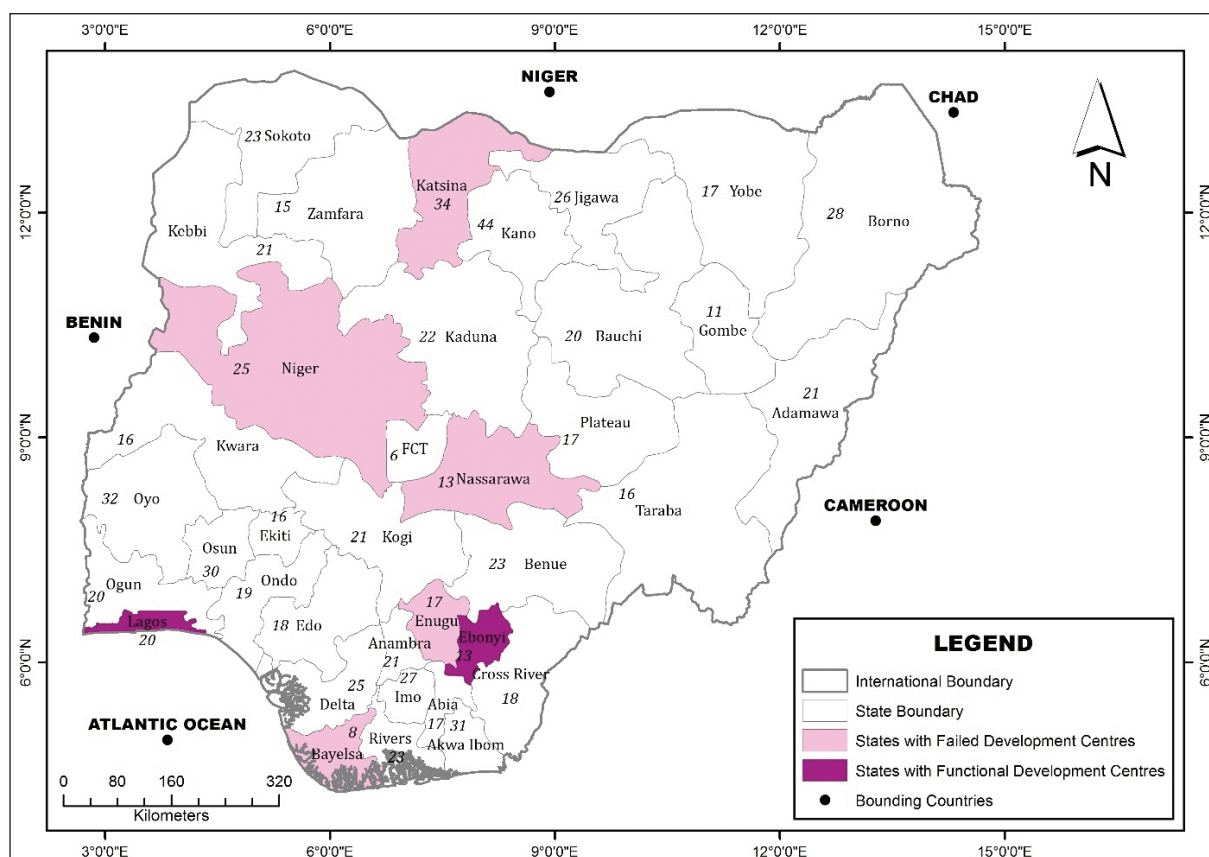 3°0'0"E 6°0'0"E 9°0'0"E 12°0'0"E 15°0'0"E
NIGER
CHAD
N
23 Sokoto
Katsina
34
12°0'0"N
12°0'0"N
15 Zamfara
44
Kano
26 Jigawa
17 Yobe
28 Borno
Kebbi
21
BENIN
22 Kaduna
20 Bauchi
11
Gombe
25 Niger
21
Adamawa
9°0'0"N
9°0'0"N
16
Kwara
6 FCT
Plateau
17
13 Nassarawa
32 Oyo
16
Taraba
CAMEROON
16
Ekiti
Osun
30
21 Kogi
23 Benue
Ogun
20
Ondo
19
17
Enugu
Lagos
20
18 Edo
Ebonyi
13
Anambra
21
Cross River
18
6°0'0"N
6°0'0"N
27
Imo
25
Delta
Abia
17
31
Akwa Ibom
8
Bayelsa
Rivers
23
ATLANTIC OCEAN
0 80 160 320
Kilometers
LEGEND
International Boundary
State Boundary
States with Failed Development Centres
States with Functional Development Centres
Bounding Countries
3°0'0"E 6°0'0"E 9°0'0"E 12°0'0"E 15°0'0"E